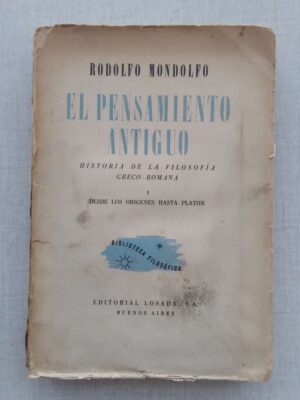 RODOLFO MONDOLFO
EL PENSAMIENTO
ANTIGUO
HISTORIA DE LA FILOSOFÍA
GRECO-ROMANA
I
DESDE LOS ORIGENES HASTA PLATON
BIBLIOTECA FILOSÓFICA
EDITORIAL LOSADA, S.A.
BUENOS AIRES